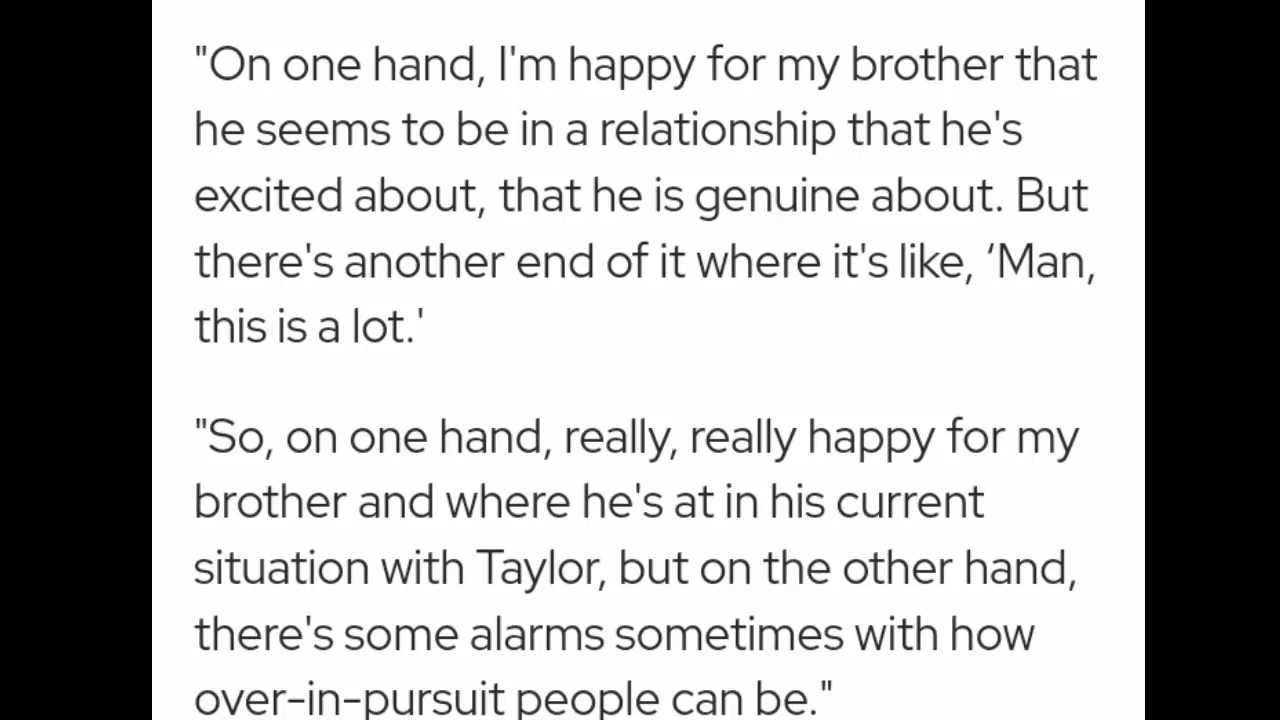 "On one hand, I'm happy for my brother that
he seems to be in a relationship that he's
excited about, that he is genuine about. But
there's another end of it where it's like, ‘Man,
this is a lot.'
"So, on one hand, really, really happy for my
brother and where he's at in his current
situation with Taylor, but on the other hand,
there's some alarms sometimes with how
over-in-pursuit people can be."